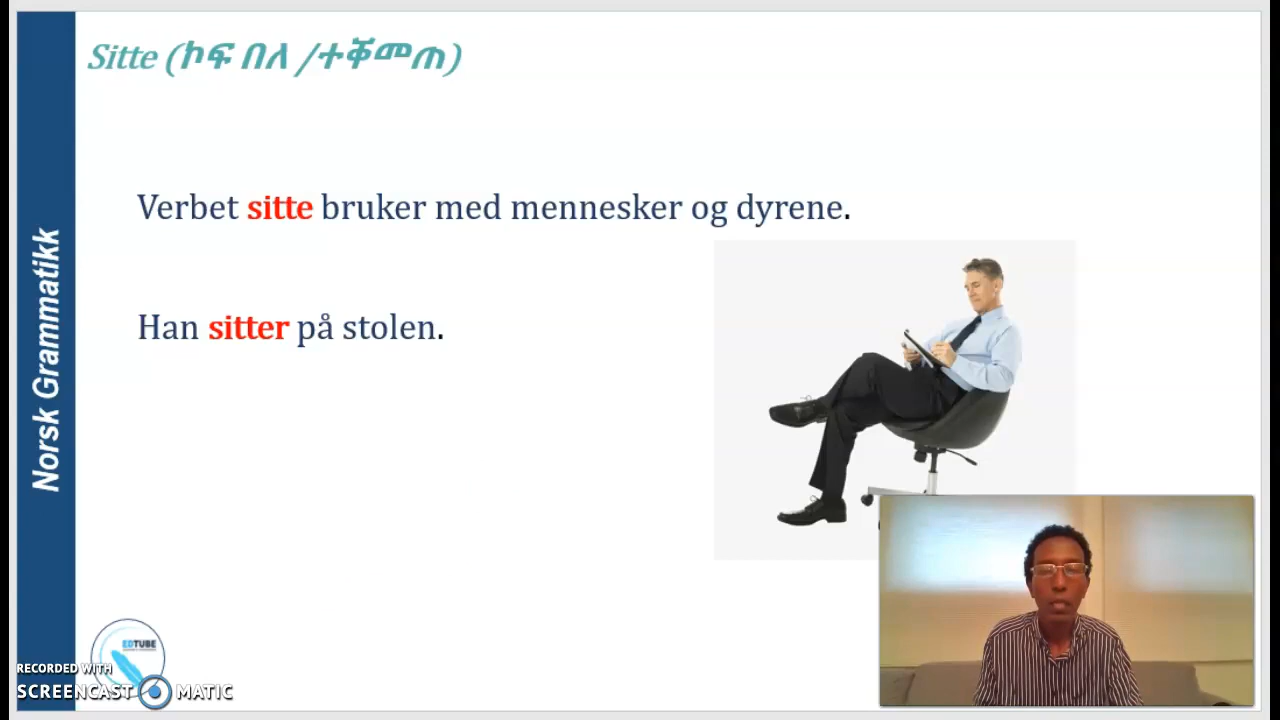 Sitte (ኮፍ በለ /ተቐመጠ)
Verbet sitte bruker med mennesker og dyrene.
Han sitter på stolen.
Norsk Grammatikk
EDTUBE
RECORDED WITH
SCREENCAST MATIC